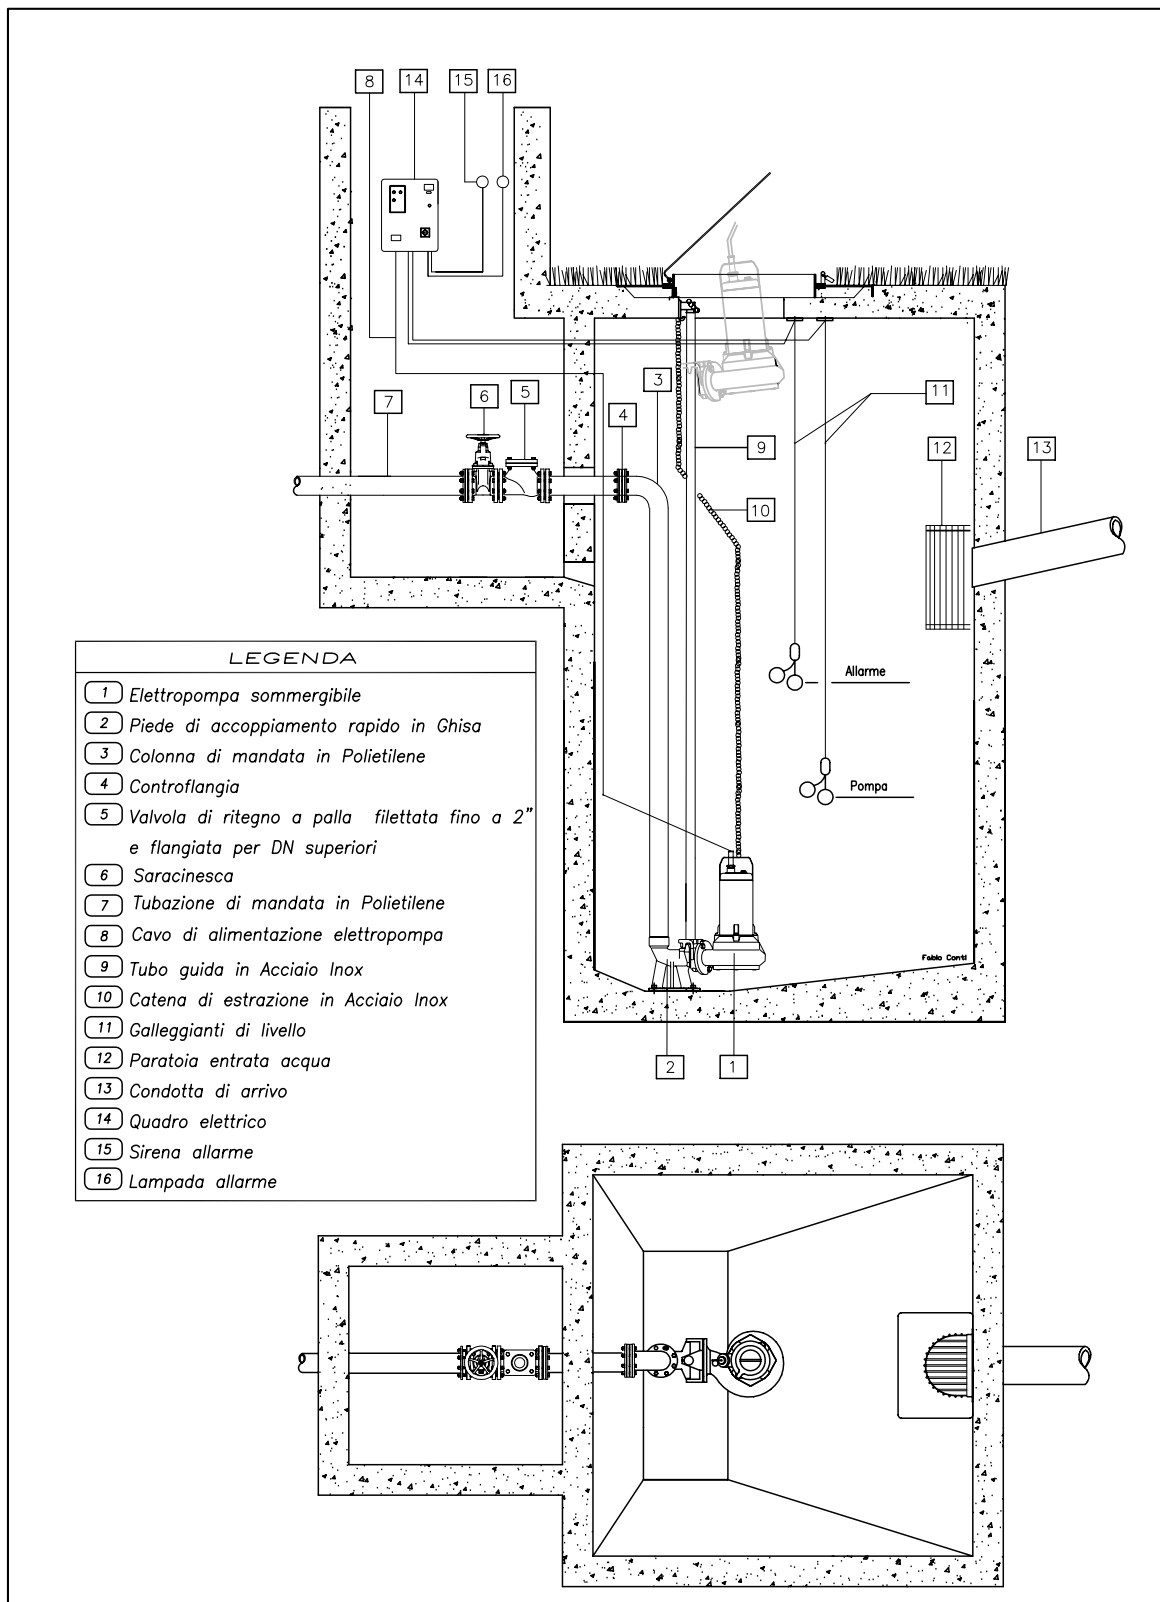 8
14
15
16
3
6
5
4
11
7
9
12
13
10
Allarme
Pompa
Fabio Conti
2
1
LEGENDA
1 Elettropompa sommergibile
2 Piede di accoppiamento rapido in Ghisa
3 Colonna di mandata in Polietilene
4 Controflangia
5 Valvola di ritegno a palla filettata fino a 2"
e flangiata per DN superiori
6 Saracinesca
7 Tubazione di mandata in Polietilene
8 Cavo di alimentazione elettropompa
9 Tubo guida in Acciaio Inox
10 Catena di estrazione in Acciaio Inox
11 Galleggianti di livello
12 Paratoia entrata acqua
13 Condotta di arrivo
14 Quadro elettrico
15 Sirena allarme
16 Lampada allarme